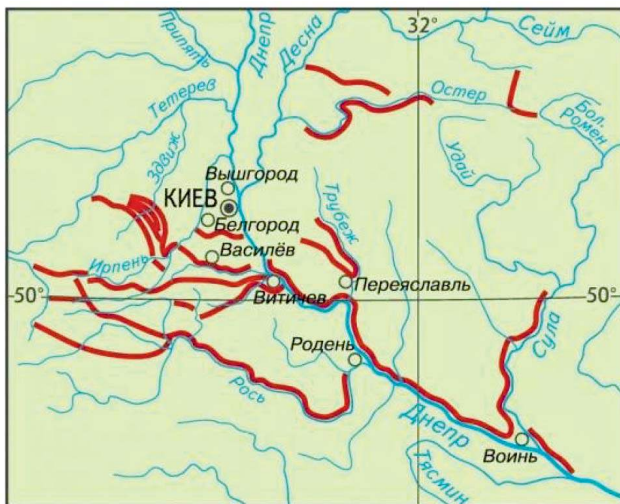 Припять
Днепр
Десна
32°
Сейм
Тетерев
Остер
Бол.
Ромен
Здвиж
Удай
Вышгород
КИЕВ
Трубеж
Белгород
Василёв
Ирпень
Переяславль
50°
50°
Витичев
Сула
Родень
Рось
Днепр
Воинь
Тясмин